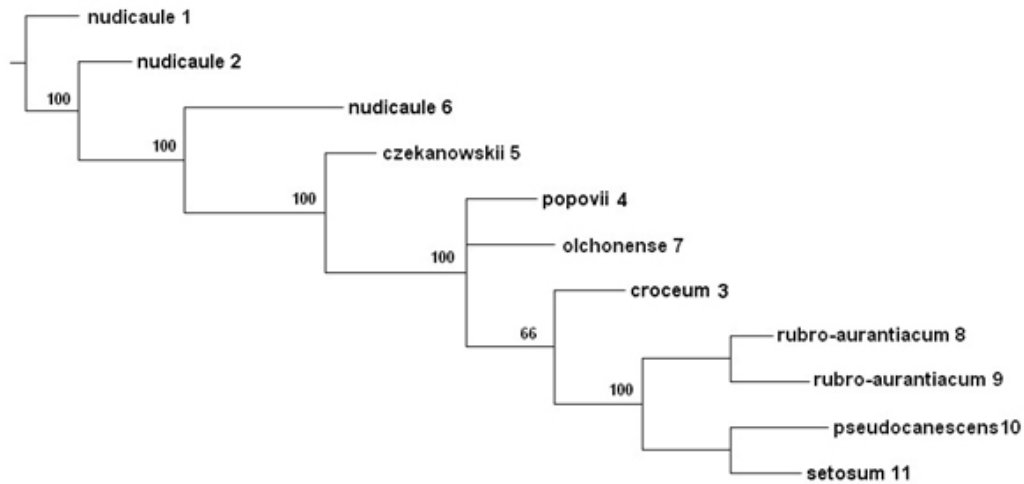 nudicaule 1
nudicaule 2
100
nudicaule 6
100
czekanowskii 5
100
popovii 4
olchonense 7
100
croceum 3
66
rubro-aurantiacum 8
rubro-aurantiacum 9
100
pseudocanescens10
setosum 11